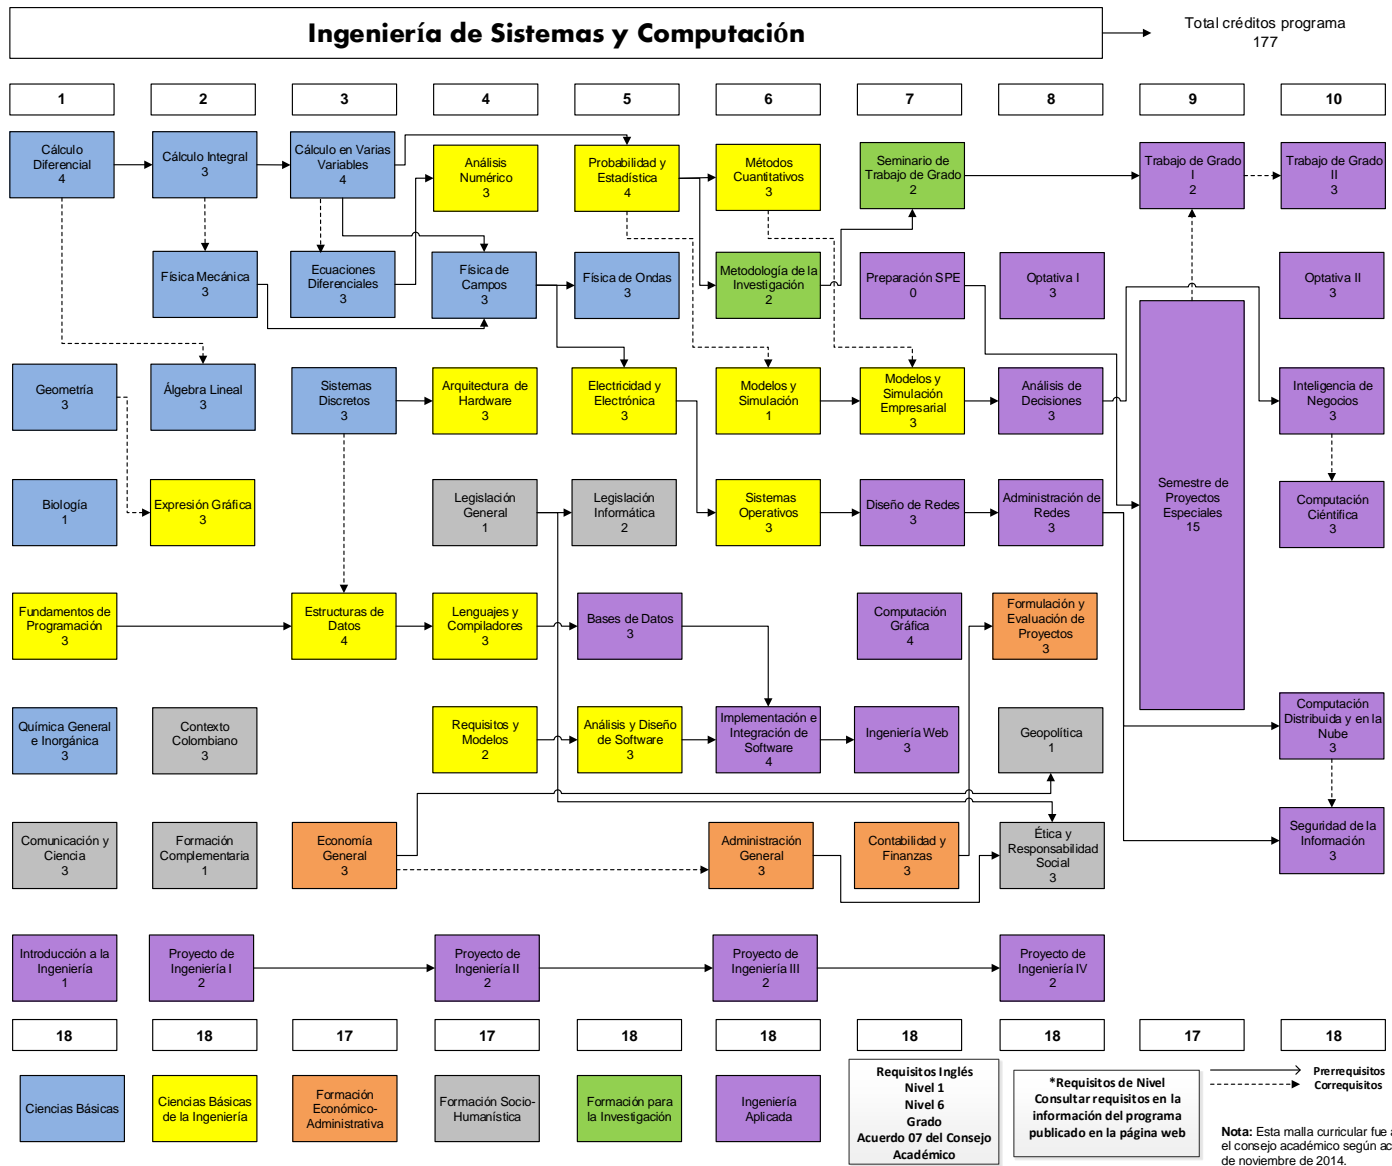 Ingeniería de Sistemas y Computación
Total créditos programa
177
1
2
3
4
5
6
7
8
9
10
Cálculo
Diferencial
4
Cálculo Integral
3
Cálculo en Varias
Variables
4
Análisis
Numérico
3
Probabilidad y
Estadística
4
Métodos
Cuantitativos
3
Seminario de
Trabajo de Grado
2
Trabajo de Grado
I
2
Trabajo de Grado
II
3
Física Mecánica
3
Ecuaciones
Diferenciales
3
Física de
Campos
3
Física de Ondas
3
Metodología de la
Investigación
2
Preparación SPE
0
Optativa I
3
Optativa II
3
Geometría
3
Álgebra Lineal
3
Sistemas
Discretos
3
Arquitectura de
Hardware
3
Electricidad y
Electrónica
3
Modelos y
Simulación
1
Modelos y
Simulación
Empresarial
3
Análisis de
Decisiones
3
Inteligencia de
Negocios
3
Biología
1
Expresión Gráfica
3
Legislación
General
1
Legislación
Informática
2
Sistemas
Operativos
3
Diseño de Redes
3
Administración de
Redes
3
Semestre de
Proyectos
Especiales
15
Computación
Ciéntifica
3
Fundamentos de
Programación
3
Estructuras de
Datos
4
Lenguajes y
Compiladores
3
Bases de Datos
3
Computación
Gráfica
4
Formulación y
Evaluación de
Proyectos
3
Química General
e Inorgánica
3
Contexto
Colombiano
3
Requisitos y
Modelos
2
Análisis y Diseño
de Software
3
Implementación e
Integración de
Software
4
Ingeniería Web
3
Geopolítica
1
Computación
Distribuida y en la
Nube
3
Comunicación y
Ciencia
3
Formación
Complementaria
1
Economía
General
3
Administración
General
3
Contabilidad y
Finanzas
3
Ética y
Responsabilidad
Social
3
Seguridad de la
Información
3
Introducción a la
Ingeniería
1
Proyecto de
Ingeniería I
2
Proyecto de
Ingeniería II
2
Proyecto de
Ingeniería III
2
Proyecto de
Ingeniería IV
2
18
18
17
17
18
18
18
18
17
18
Ciencias Básicas
Ciencias Básicas
de la Ingeniería
Formación
Económico-
Administrativa
Formación Socio-
Humanística
Formación para
la Investigación
Ingeniería
Aplicada
Requisitos Inglés
Nivel 1
Nivel 6
Grado
Acuerdo 07 del Consejo
Académico
*Requisitos de Nivel
Consultar requisitos en la
información del programa
publicado en la página web
Prerrequisitos
Correquisitos
Nota: Esta malla curricular fue a
el consejo académico según ac
de noviembre de 2014.